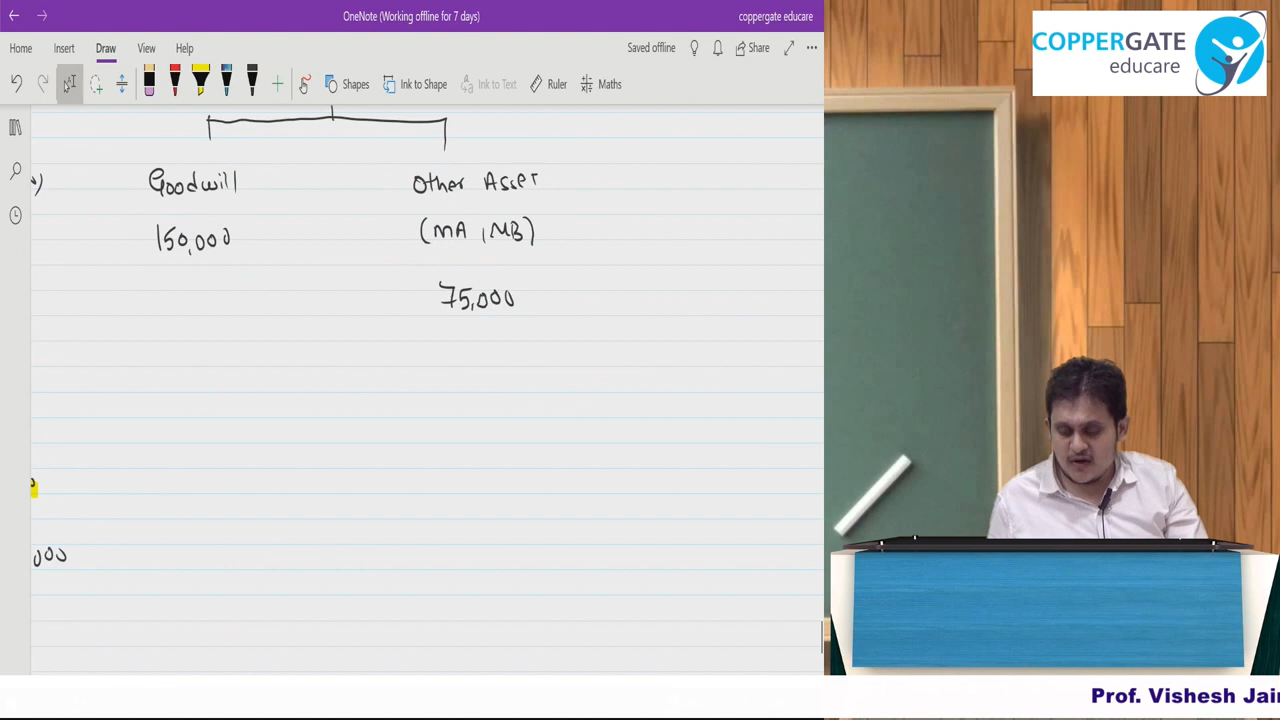 OneNote (Working offline for 7 days)
coppergate educare
Home Insert Draw View Help
Saved offline
Share
Shapes
Ink to Shape
Ink to Text
Ruler
Maths
Goodwill
Other Asset
150,000
(MA, MB)
75,000
000
COPPERGATE
educare
Prof. Vishesh Jain